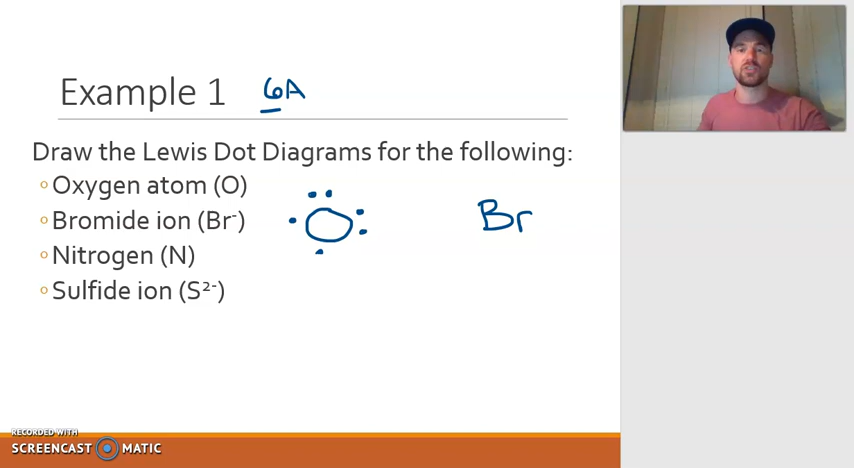 Example 1 6A
Draw the Lewis Dot Diagrams for the following:
Oxygen atom (O)
Bromide ion (Br⁻)
Nitrogen (N)
Sulfide ion (S²⁻)
O
Br
RECORDED WITH
SCREENCAST MATIC